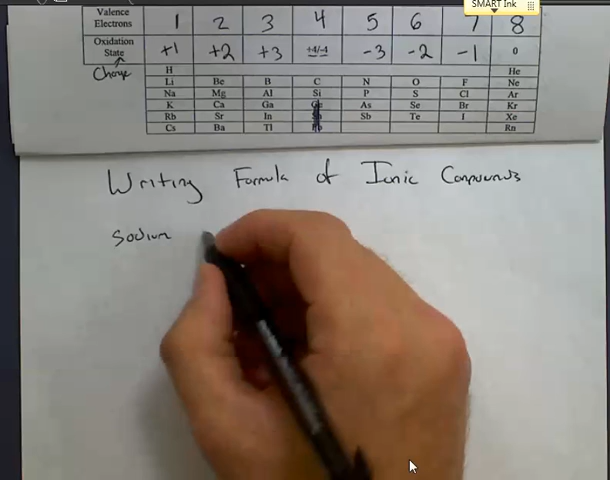 SMART Ink
Valence Electrons 1 2 3 4 5 6 7 8
Oxidation State +1 +2 +3 +4/-4 -3 -2 -1 0
Charge
H He
Li Be B C N O F Ne
Na Mg Al Si P S Cl Ar
K Ca Ga As Se Br Kr
Rb Sr In Sb Te I Xe
Cs Ba Tl Rn
Writing Formula of Ionic Compounds
Sodium